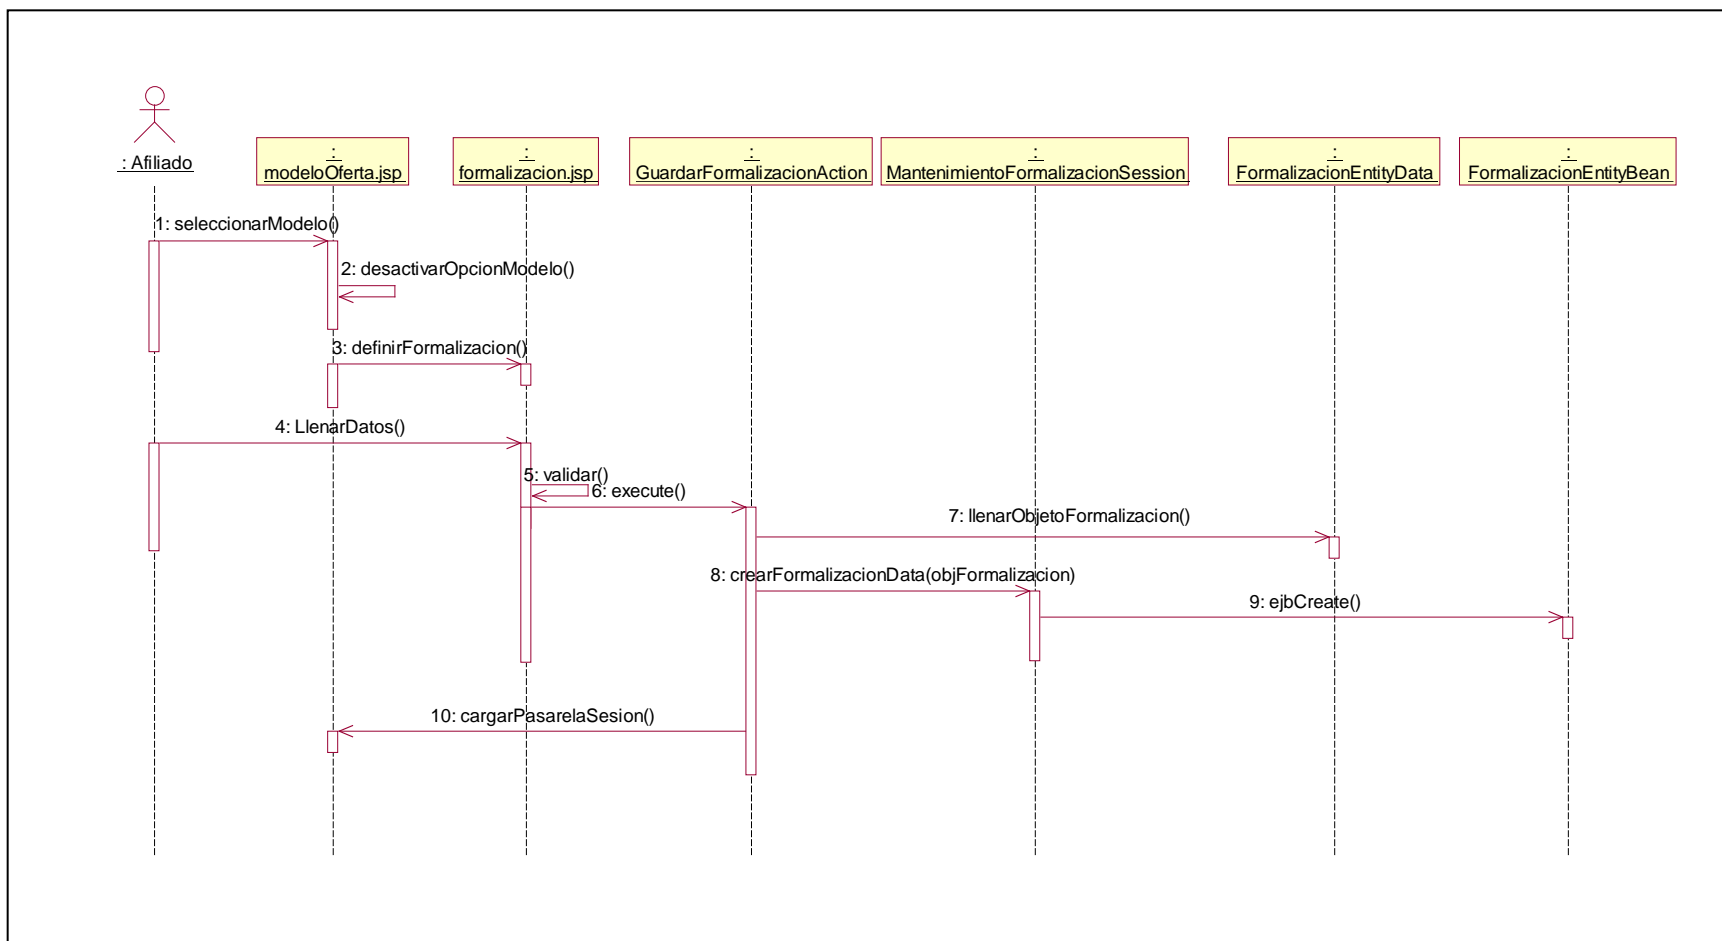 : Afiliado
:
modeloOferta.jsp
:
formalizacion.jsp
:
GuardarFormalizacionAction
:
MantenimientoFormalizacionSession
:
FormalizacionEntityData
:
FormalizacionEntityBean
1: seleccionarModelo()
2: desactivarOpcionModelo()
3: definirFormalizacion()
4: LlenarDatos()
5: validar()
6: execute()
7: llenarObjetoFormalizacion()
8: crearFormalizacionData(objFormalizacion)
9: ejbCreate()
10: cargarPasarelaSesion()